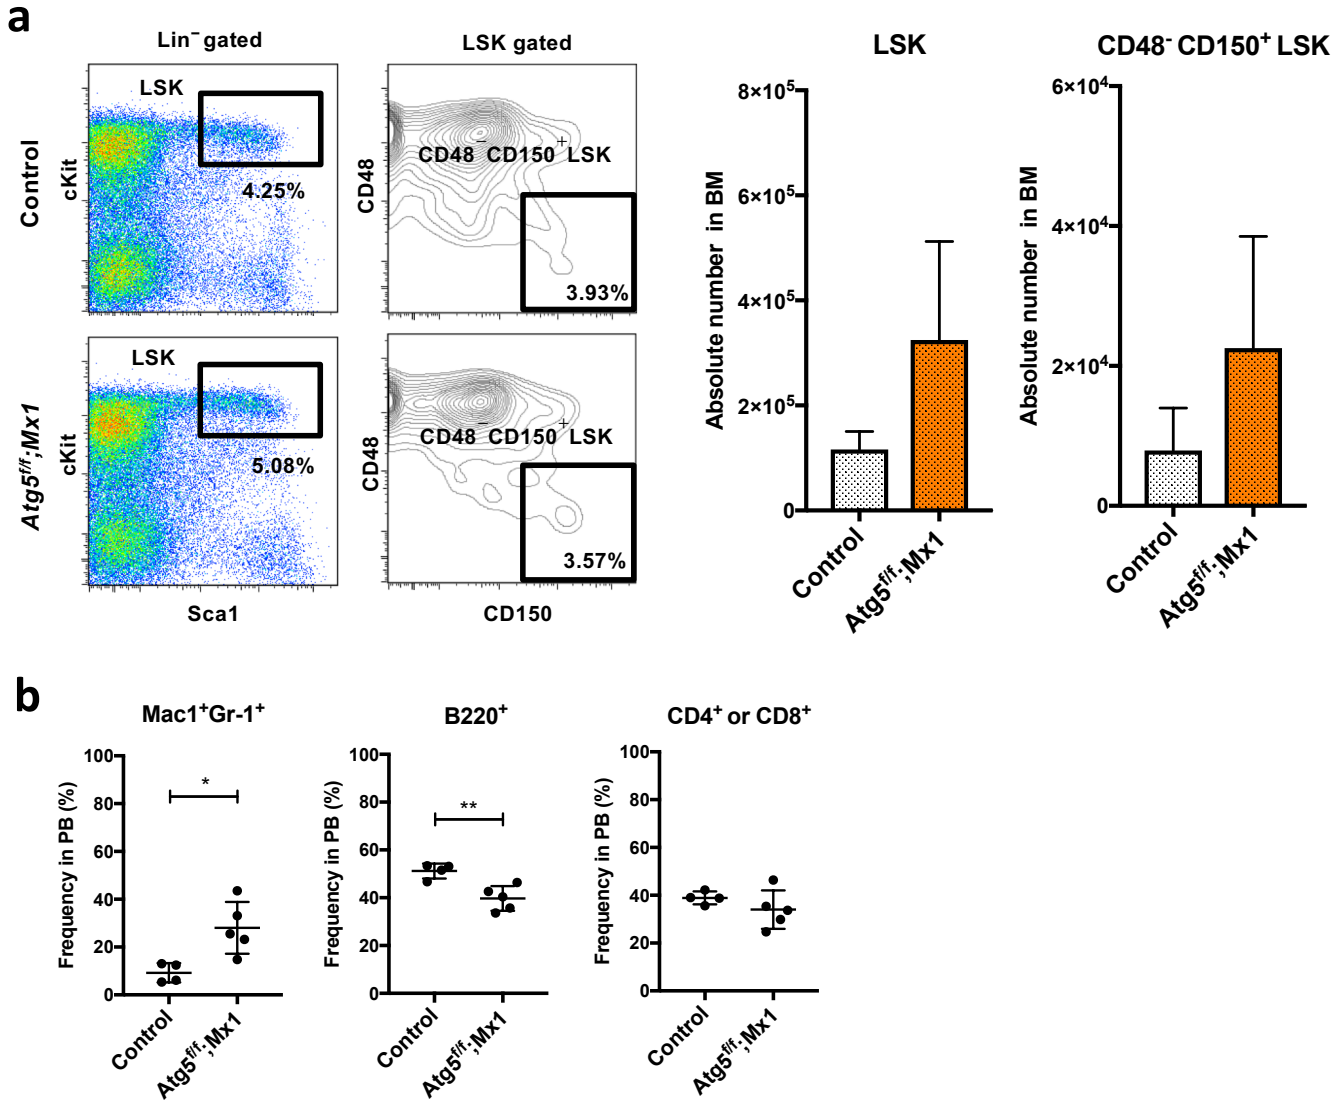 a
Lin⁻ gated
LSK gated
LSK
CD48⁻ CD150⁺ LSK
Control
cKit
LSK
4.25%
CD48
CD48⁻ CD150⁺ LSK
3.93%
Atg5f/f;Mx1
cKit
LSK
5.08%
Sca1
CD48
CD48⁻ CD150⁺ LSK
3.57%
CD150
Absolute number in BM
8×10⁵
6×10⁵
4×10⁵
2×10⁵
0
Control
Atg5f/f;Mx1
Absolute number in BM
6×10⁴
4×10⁴
2×10⁴
0
Control
Atg5f/f;Mx1
b
Mac1⁺Gr-1⁺
Frequency in PB (%)
100
80
60
40
20
0
*
Control
Atg5f/f;Mx1
B220⁺
Frequency in PB (%)
100
80
60
40
20
0
**
Control
Atg5f/f;Mx1
CD4⁺ or CD8⁺
Frequency in PB (%)
100
80
60
40
20
0
Control
Atg5f/f;Mx1